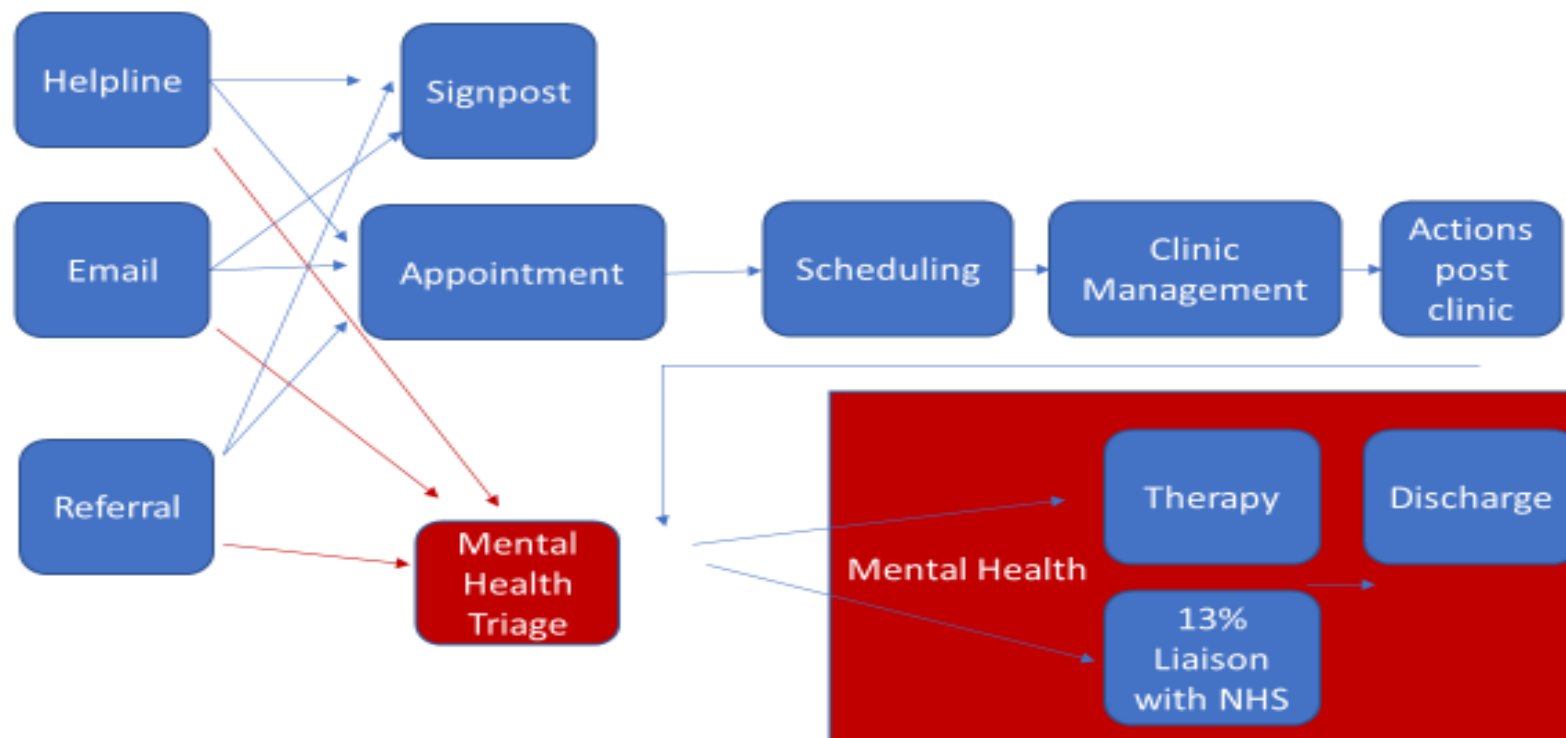 Helpline
Signpost
Email
Appointment
Scheduling
Clinic
Management
Actions
post
clinic
Referral
Mental
Health
Triage
Mental Health
Therapy
Discharge
13%
Liaison
with NHS